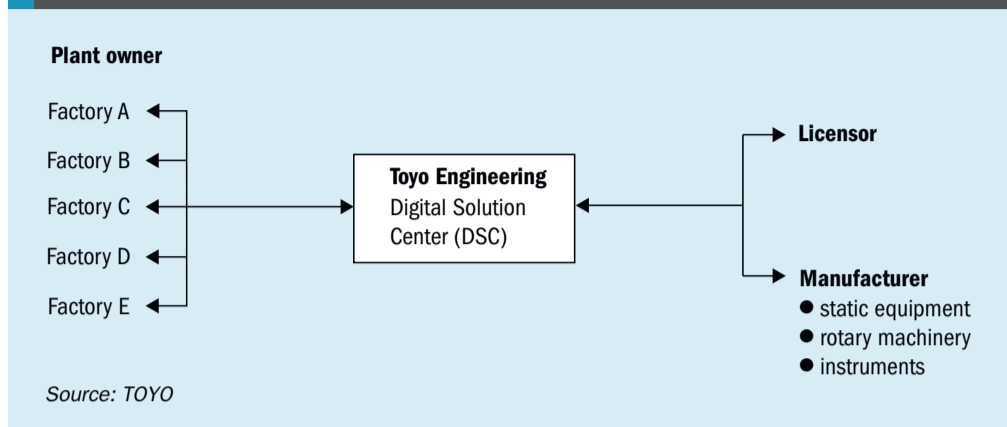 Plant owner
Factory A
Factory B
Factory C
Factory D
Factory E
Toyo Engineering
Digital Solution
Center (DSC)
Licensor
Manufacturer
● static equipment
● rotary machinery
● instruments
Source: TOYO